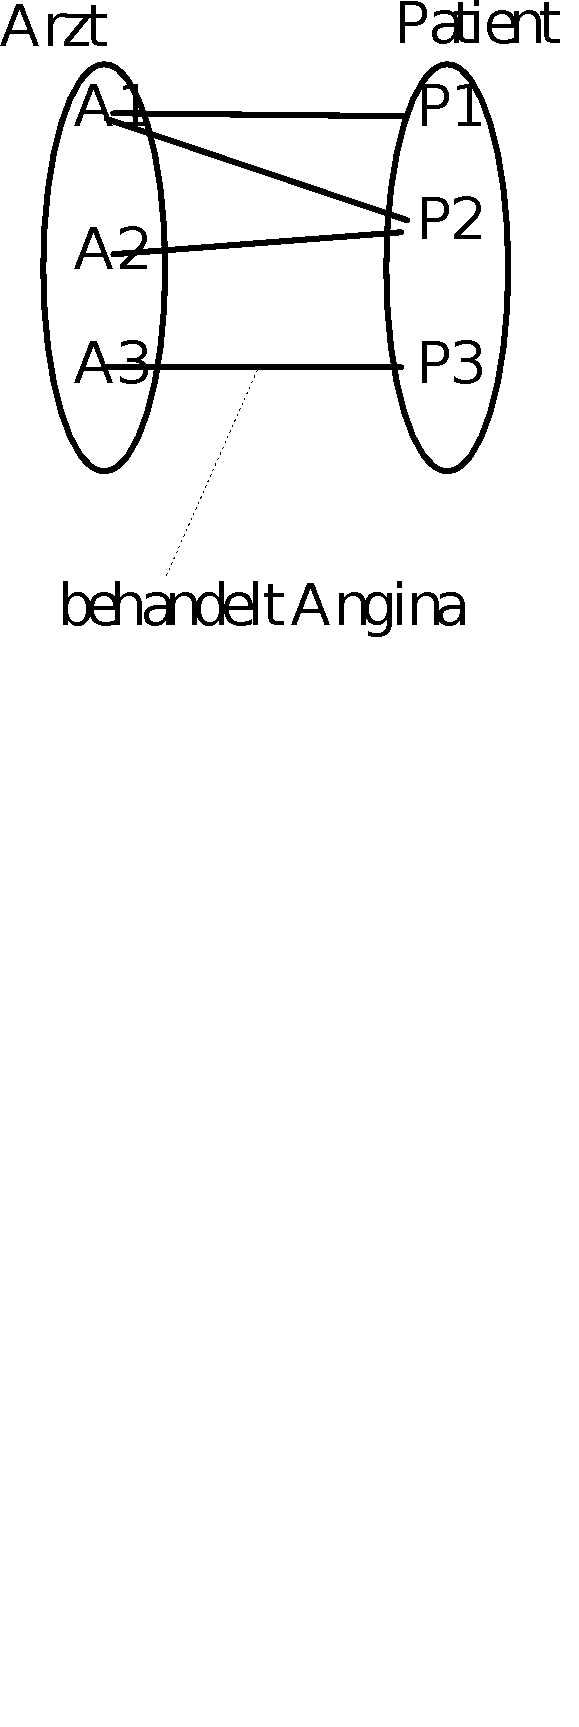 Arzt Patient
A1 P1
A2 P2
A3 P3
behandelt Angina